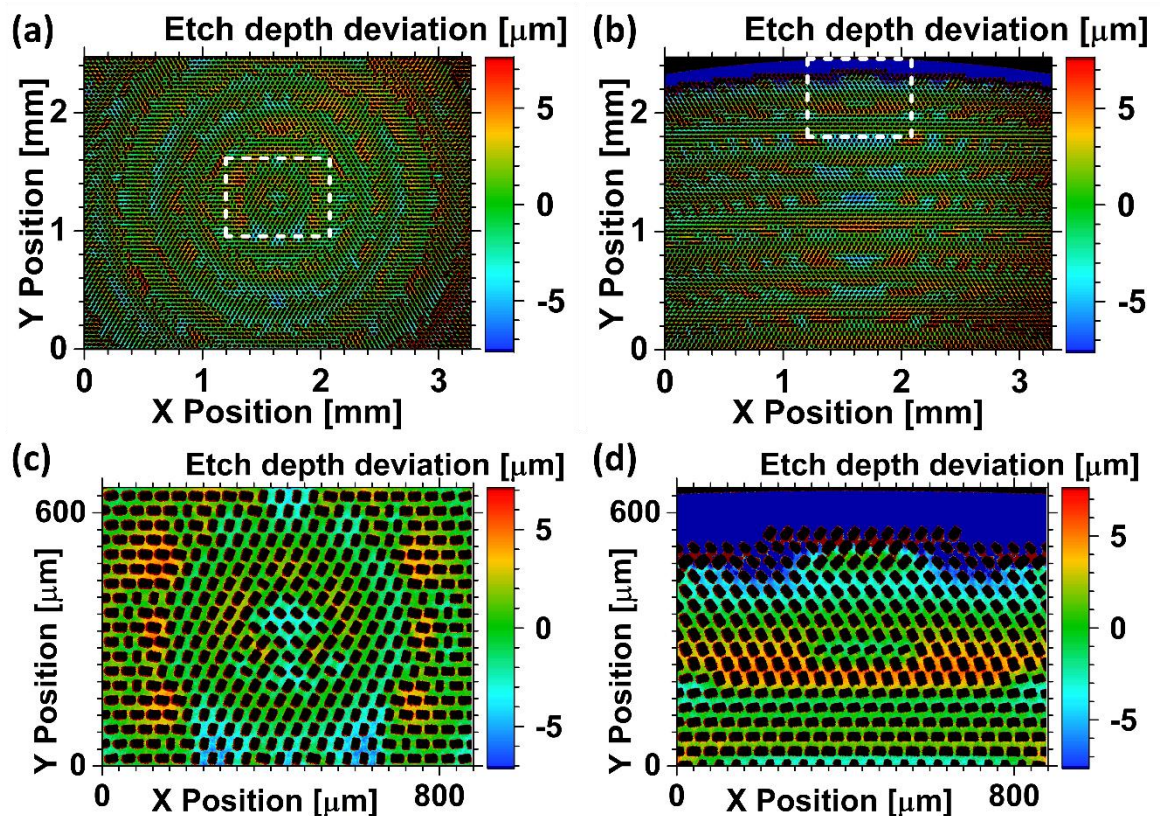 (a) Etch depth deviation [μm]
5
0
-5
2
1
0
Y Position [mm]
0 1 2 3
X Position [mm]
(b) Etch depth deviation [μm]
5
0
-5
2
1
0
Y Position [mm]
0 1 2 3
X Position [mm]
(c) Etch depth deviation [μm]
5
0
-5
600
0
Y Position [μm]
0 800
X Position [μm]
(d) Etch depth deviation [μm]
5
0
-5
600
0
Y Position [μm]
0 800
X Position [μm]